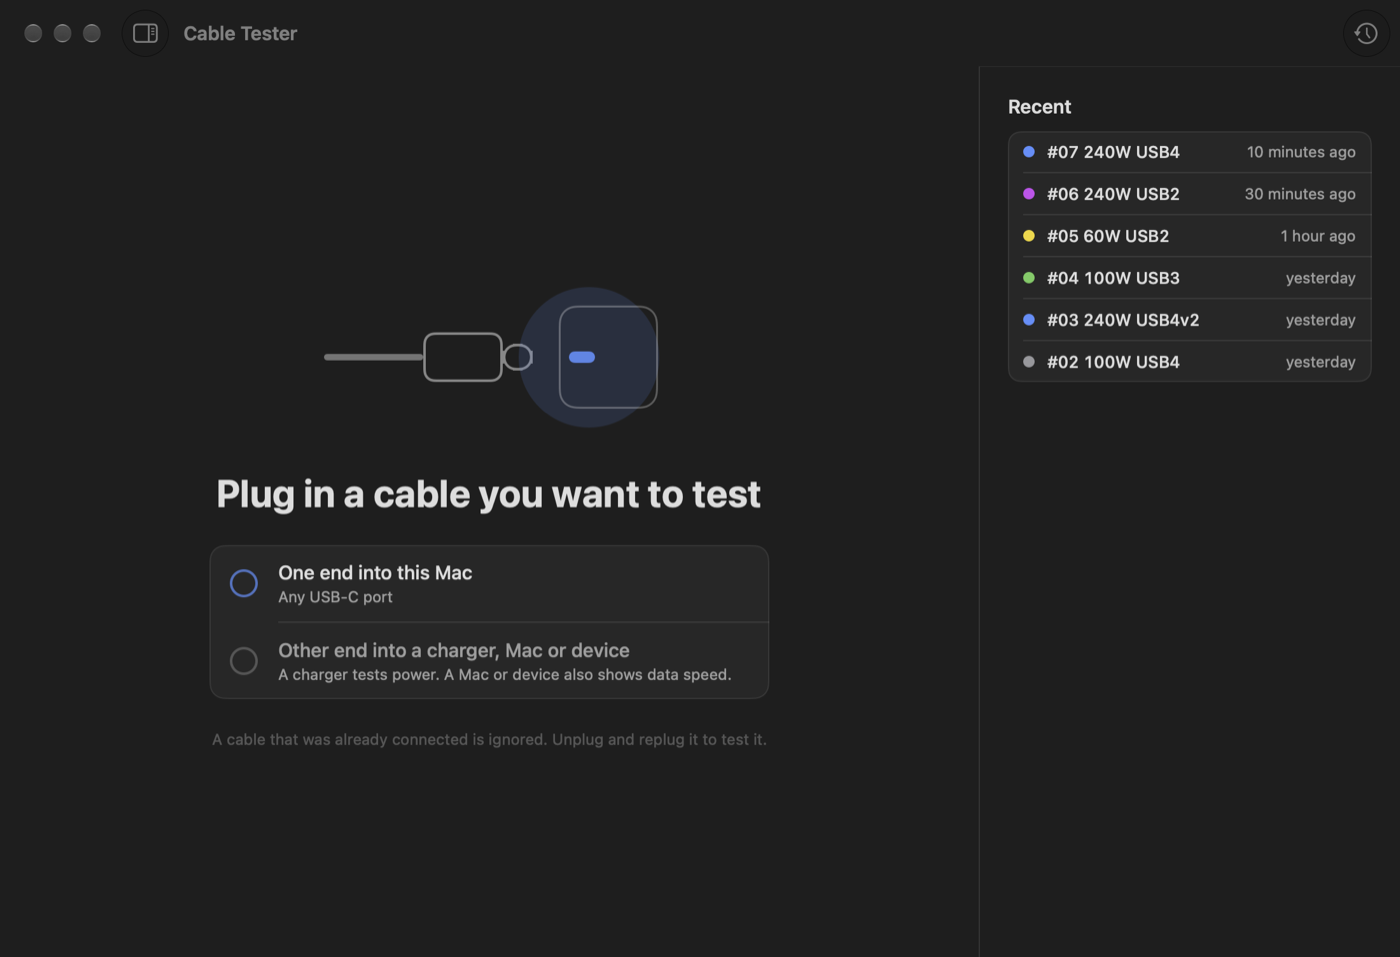 Cable Tester
Recent
#07 240W USB4 10 minutes ago
#06 240W USB2 30 minutes ago
#05 60W USB2 1 hour ago
#04 100W USB3 yesterday
#03 240W USB4v2 yesterday
#02 100W USB4 yesterday
Plug in a cable you want to test
One end into this Mac
Any USB-C port
Other end into a charger, Mac or device
A charger tests power. A Mac or device also shows data speed.
A cable that was already connected is ignored. Unplug and replug it to test it.